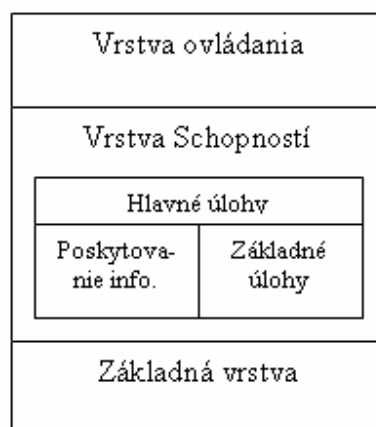 Vrstva ovládania
Vrstva Schopností
Hlavné úlohy
Poskytova-
nie info.
Základné
úlohy
Základná vrstva